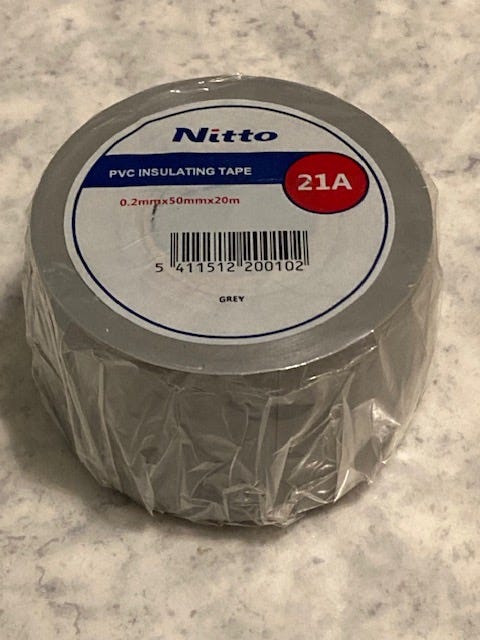 Nitto
PVC INSULATING TAPE
21A
0.2mmx50mmx20m
5 411512 200102
GREY